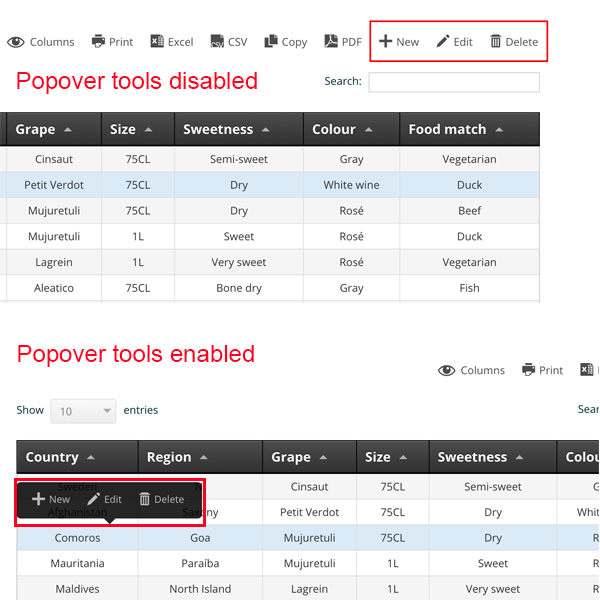 Columns Print Excel CSV Copy PDF New Edit Delete
Popover tools disabled
Search:
Grape Size Sweetness Colour Food match
Cinsaut 75CL Semi-sweet Gray Vegetarian
Petit Verdot 75CL Dry White wine Duck
Mujuretuli 75CL Dry Rosé Beef
Mujuretuli 1L Sweet Rosé Duck
Lagrein 1L Very sweet Rosé Vegetarian
Aleatico 75CL Bone dry Gray Fish
Popover tools enabled
Columns Print
Show 10 entries Sear
Country Region Grape Size Sweetness Colou
Sweden Cinsaut 75CL Semi-sweet G
New Edit Delete
Afghanistan Saxony Petit Verdot 75CL Dry Whit
Comoros Goa Mujuretuli 75CL Dry R
Mauritania Paraíba Mujuretuli 1L Sweet R
Maldives North Island Lagrein 1L Very sweet R